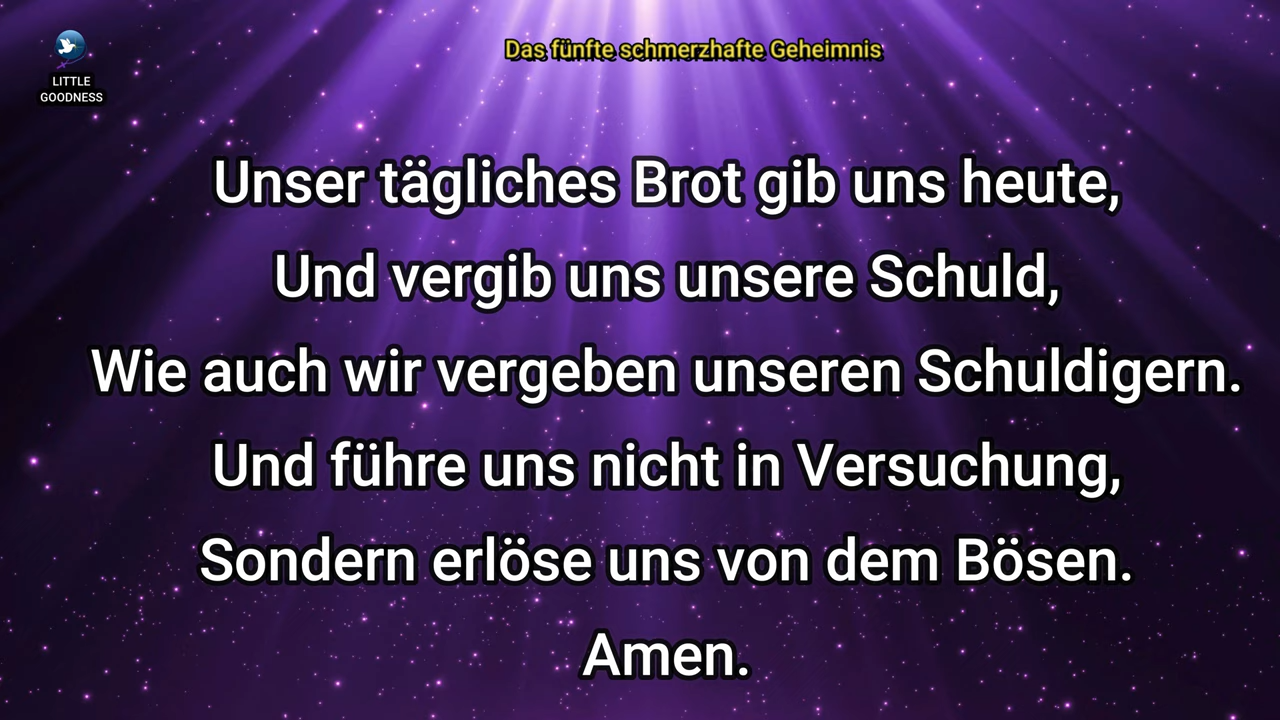 LITTLE
GOODNESS
Das fünfte schmerzhafte Geheimnis
Unser tägliches Brot gib uns heute,
Und vergib uns unsere Schuld,
Wie auch wir vergeben unseren Schuldigern.
Und führe uns nicht in Versuchung,
Sondern erlöse uns von dem Bösen.
Amen.